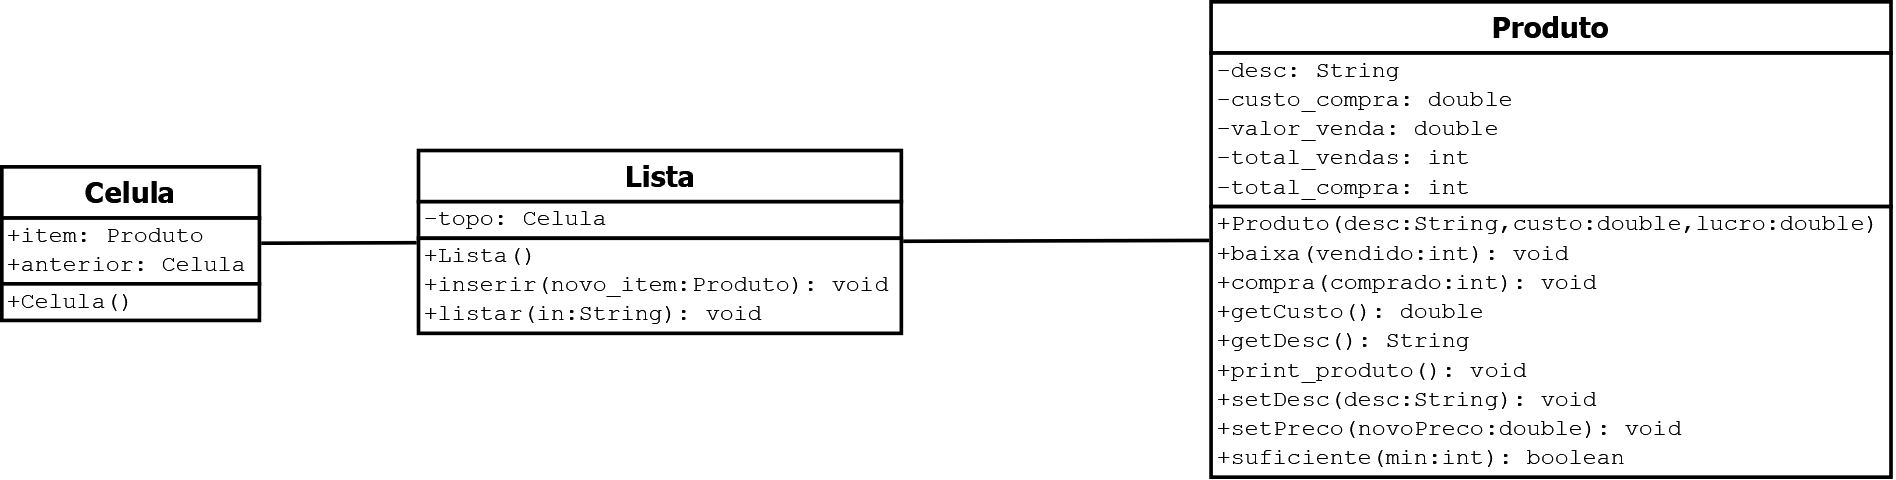 Celula
+item: Produto
+anterior: Celula
+Celula()
Lista
-topo: Celula
+Lista()
+inserir(novo_item:Produto): void
+listar(in:String): void
Produto
-desc: String
-custo_compra: double
-valor_venda: double
-total_vendas: int
-total_compra: int
+Produto(desc:String,custo:double,lucro:double)
+baixa(vendido:int): void
+compra(comprado:int): void
+getCusto(): double
+getDesc(): String
+print_produto(): void
+setDesc(desc:String): void
+setPreco(novoPreco:double): void
+suficiente(min:int): boolean